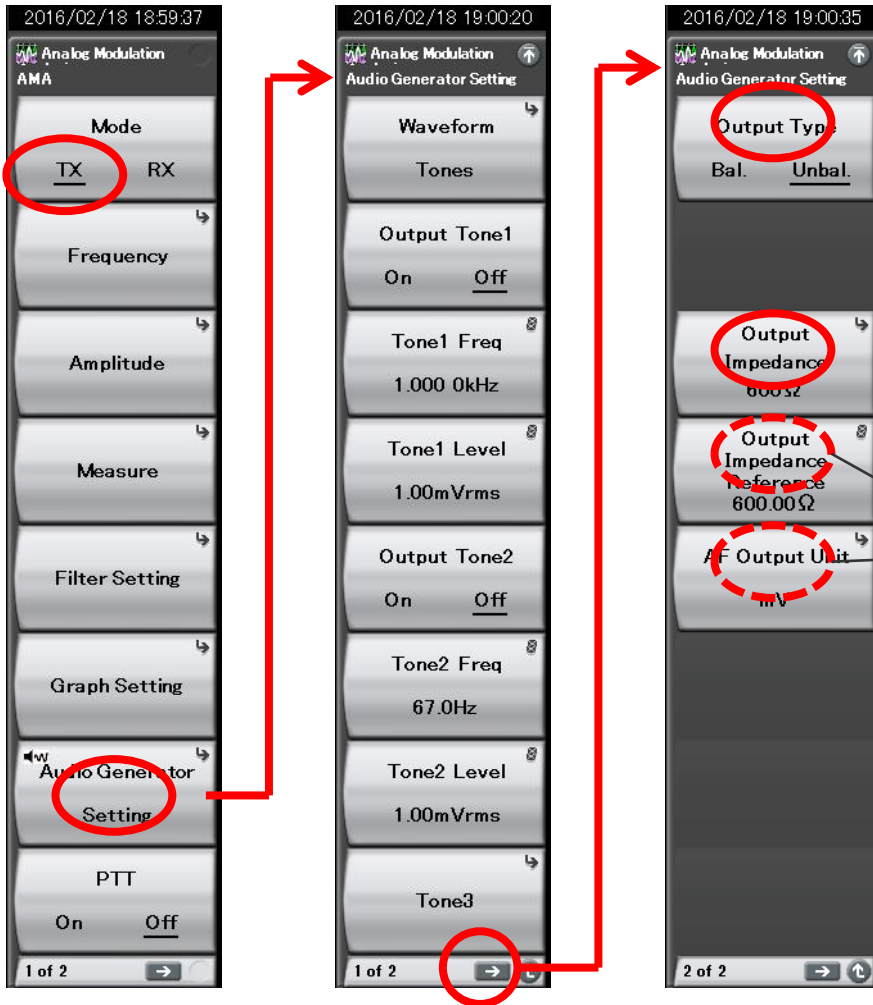 2016/02/18 18:59:37
Analog Modulation
AMA
Mode
TX RX
Frequency
Amplitude
Measure
Filter Setting
Graph Setting
Audio Generator
Setting
PTT
On Off
1 of 2
2016/02/18 19:00:20
Analog Modulation
Audio Generator Setting
Waveform
Tones
Output Tone1
On Off
Tone1 Freq
1.000 0kHz
Tone1 Level
1.00mVrms
Output Tone2
On Off
Tone2 Freq
67.0Hz
Tone2 Level
1.00mVrms
Tone3
1 of 2
2016/02/18 19:00:35
Analog Modulation
Audio Generator Setting
Output Type
Bal. Unbal.
Output
Impedance
600Ω
Output
Impedance
Reference
600.00Ω
AF Output Unit
mV
2 of 2